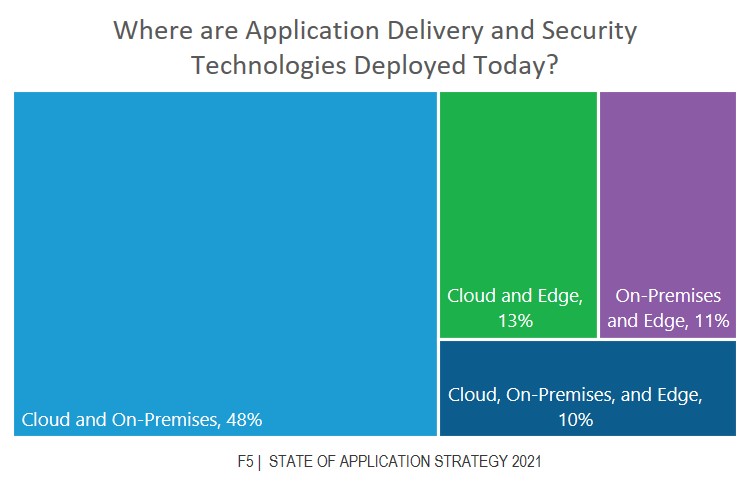 Where are Application Delivery and Security
Technologies Deployed Today?
Cloud and Edge,
13%
On-Premises
and Edge, 11%
Cloud and On-Premises, 48%
Cloud, On-Premises, and Edge,
10%
F5 | STATE OF APPLICATION STRATEGY 2021